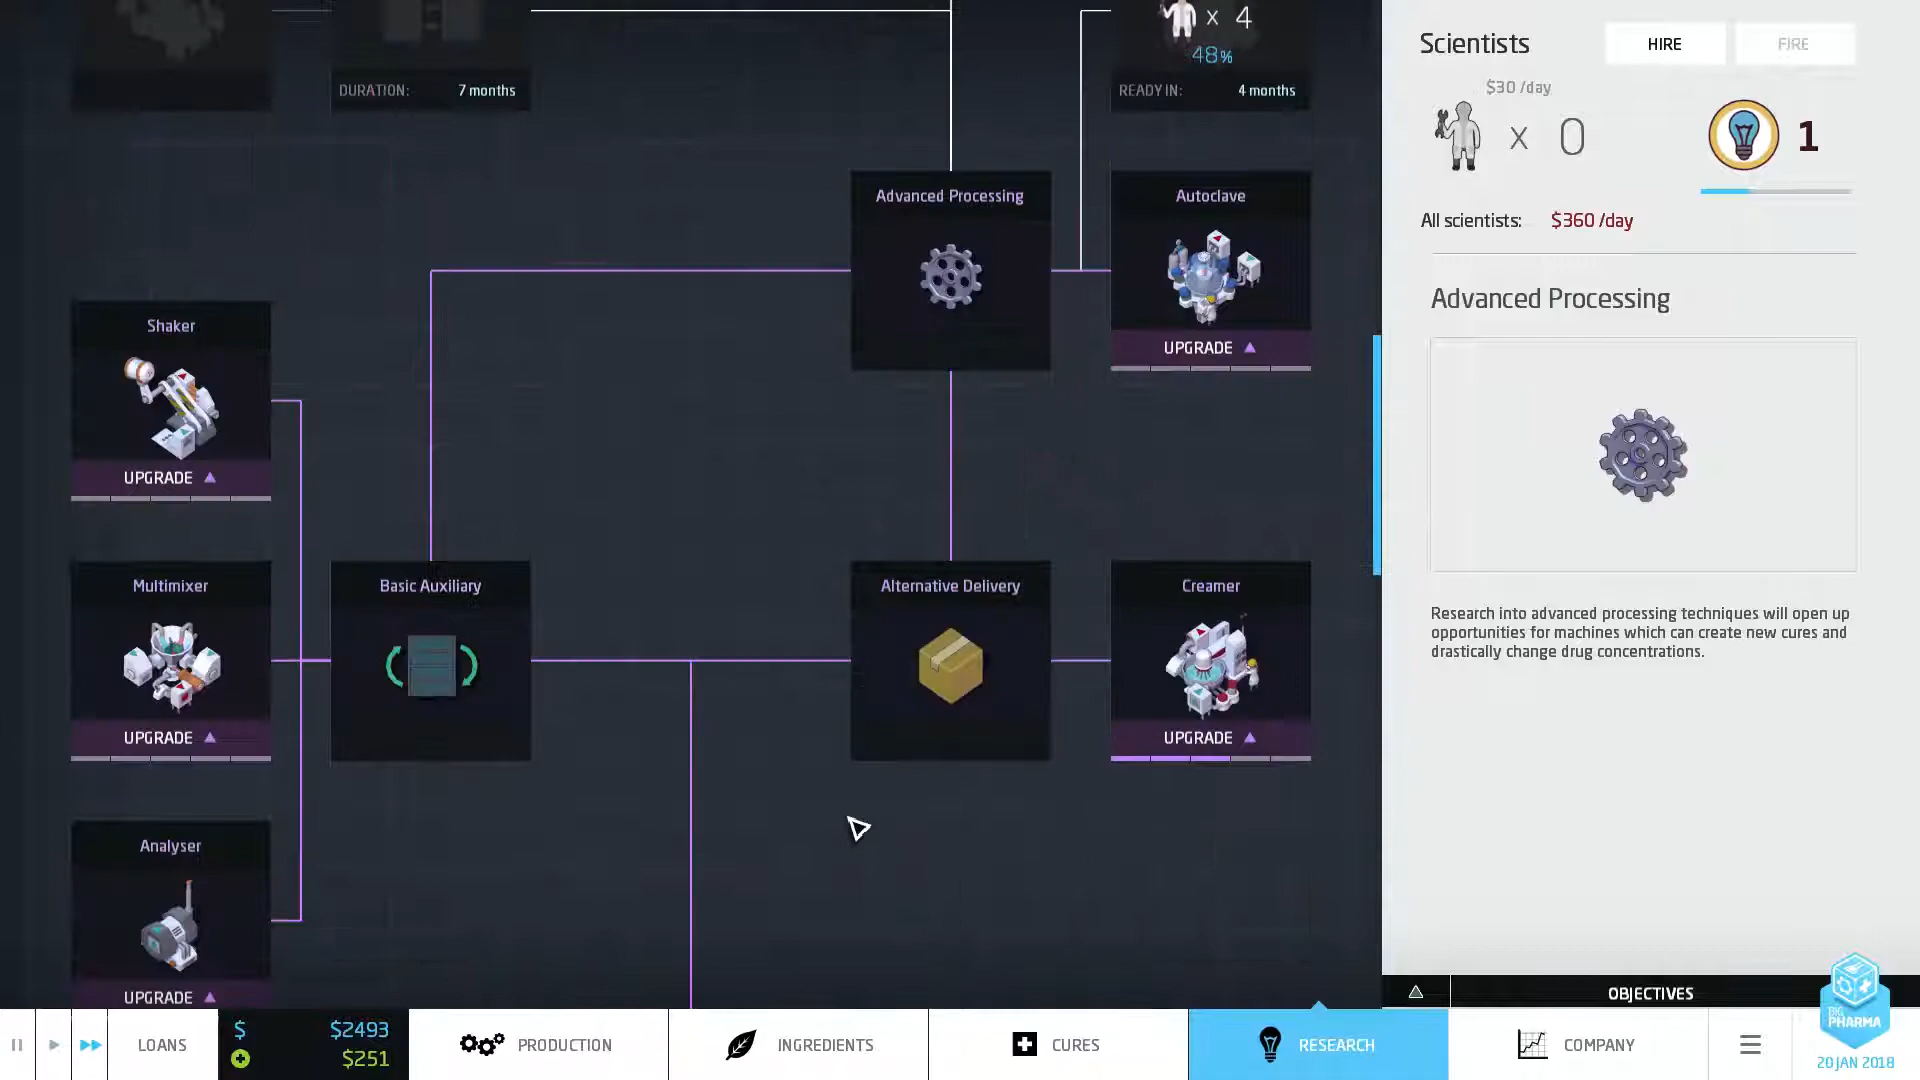 x 4
48%
DURATION: 7 months
READY IN: 4 months
Advanced Processing
Autoclave
UPGRADE
Shaker
UPGRADE
Multimixer
UPGRADE
Basic Auxiliary
Alternative Delivery
Creamer
UPGRADE
Analyser
UPGRADE
Scientists
HIRE
FIRE
$30 /day
x 0
1
All scientists: $360 /day
Advanced Processing
Research into advanced processing techniques will open up
opportunities for machines which can create new cures and
drastically change drug concentrations.
OBJECTIVES
BIG
PHARMA
20 JAN 2018
LOANS
$ $2493
$251
PRODUCTION
INGREDIENTS
CURES
RESEARCH
COMPANY